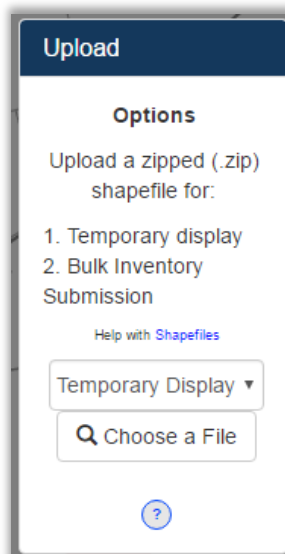 Upload
Options
Upload a zipped (.zip)
shapefile for:
1. Temporary display
2. Bulk Inventory
Submission
Help with Shapefiles
Temporary Display ▼
Choose a File
?